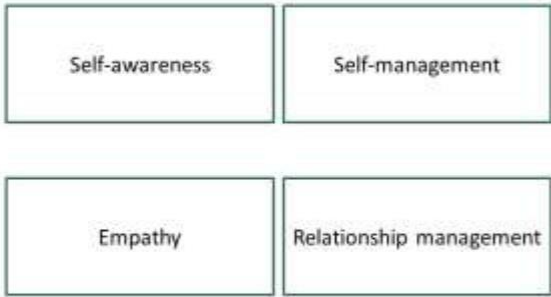 Self-awareness
Self-management
Empathy
Relationship management